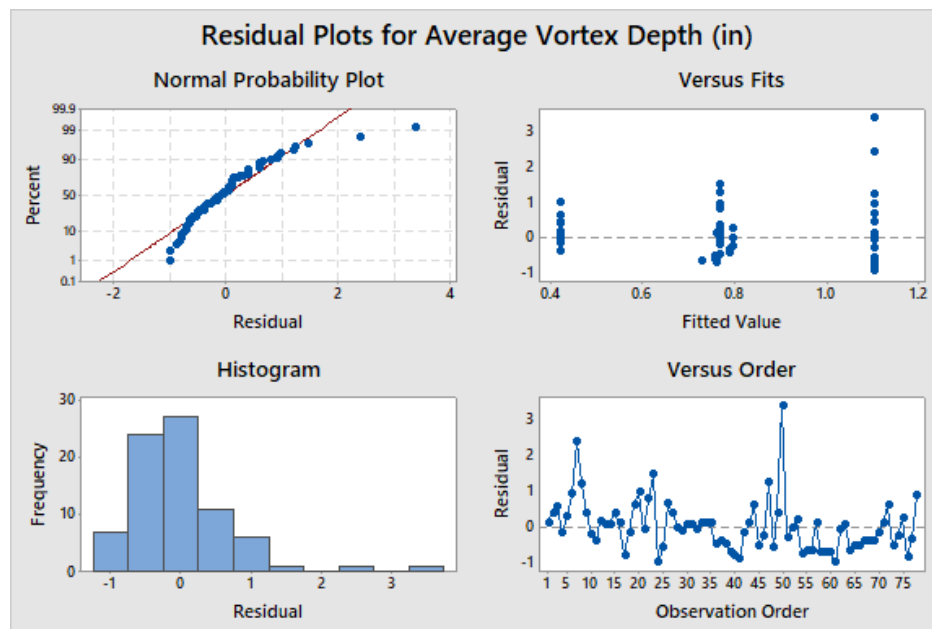 Residual Plots for Average Vortex Depth (in)
Normal Probability Plot
99.9
99
90
50
10
1
0.1
Percent
-2 0 2 4
Residual
Versus Fits
3
2
1
0
-1
Residual
0.4 0.6 0.8 1.0 1.2
Fitted Value
Histogram
30
20
10
0
Frequency
-1 0 1 2 3
Residual
Versus Order
3
2
1
0
-1
Residual
1 5 10 15 20 25 30 35 40 45 50 55 60 65 70 75
Observation Order